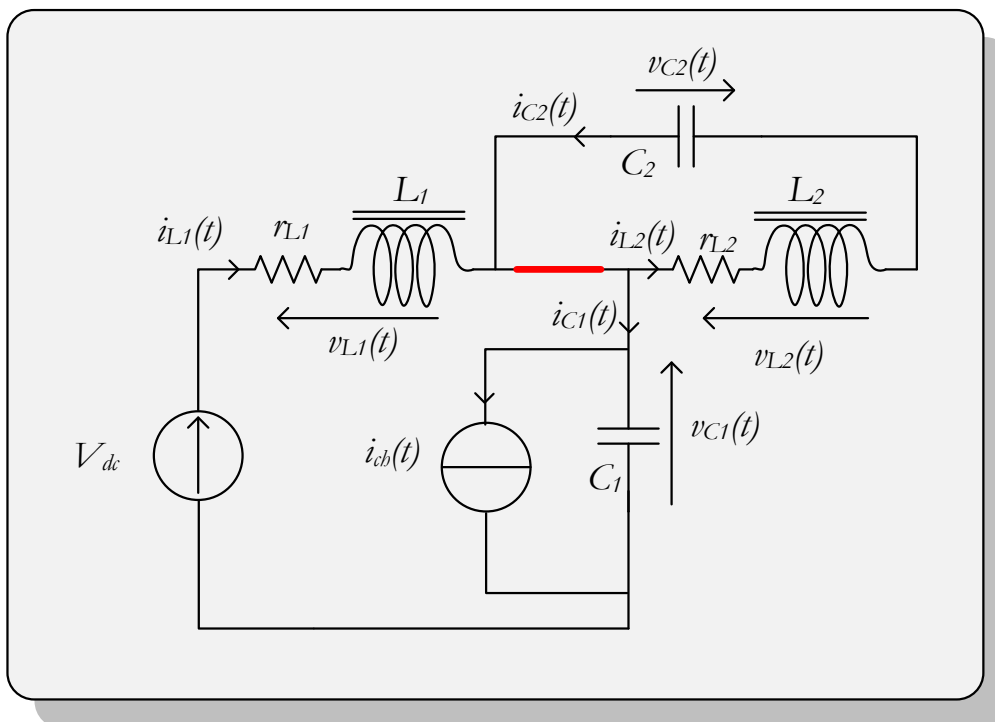 vC2(t)
iC2(t)
C2
L1
L2
iL1(t)
rL1
iL2(t)
rL2
iC1(t)
vL1(t)
vL2(t)
Vdc
ich(t)
vC1(t)
C1